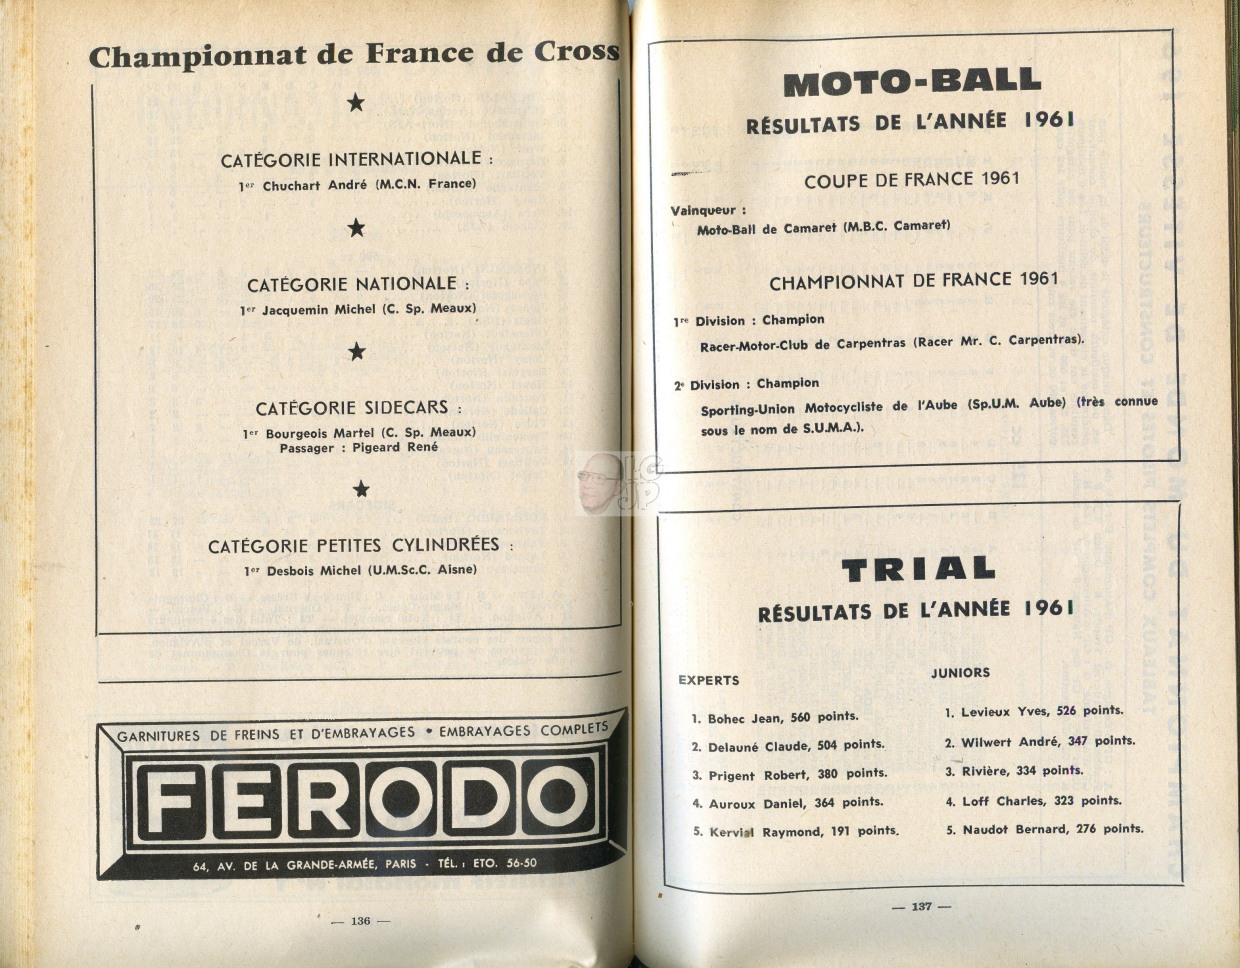 Championnat de France de Cross
★
CATÉGORIE INTERNATIONALE :
1er Chuchart André (M.C.N. France)
★
CATÉGORIE NATIONALE :
1er Jacquemin Michel (C. Sp. Meaux)
★
CATÉGORIE SIDECARS :
1er Bourgeois Martel (C. Sp. Meaux)
Passager : Pigeard René
★
CATÉGORIE PETITES CYLINDRÉES :
1er Desbois Michel (U.M.Sc.C. Aisne)
GARNITURES DE FREINS ET D'EMBRAYAGES • EMBRAYAGES COMPLETS
FERODO
64, AV. DE LA GRANDE-ARMÉE, PARIS - TÉL. : ETO. 56-50
— 136 —
MOTO-BALL
RÉSULTATS DE L'ANNÉE 1961
COUPE DE FRANCE 1961
Vainqueur :
Moto-Ball de Camaret (M.B.C. Camaret)
CHAMPIONNAT DE FRANCE 1961
1re Division : Champion
Racer-Motor-Club de Carpentras (Racer Mr. C. Carpentras).
2e Division : Champion
Sporting-Union Motocycliste de l'Aube (Sp.U.M. Aube) (très connue
sous le nom de S.U.M.A.).
TRIAL
RÉSULTATS DE L'ANNÉE 1961
EXPERTS
1. Bohec Jean, 560 points.
2. Delauné Claude, 504 points.
3. Prigent Robert, 380 points.
4. Auroux Daniel, 364 points.
5. Kervial Raymond, 191 points.
JUNIORS
1. Levieux Yves, 526 points.
2. Wilwert André, 347 points.
3. Rivière, 334 points.
4. Loff Charles, 323 points.
5. Naudot Bernard, 276 points.
— 137 —